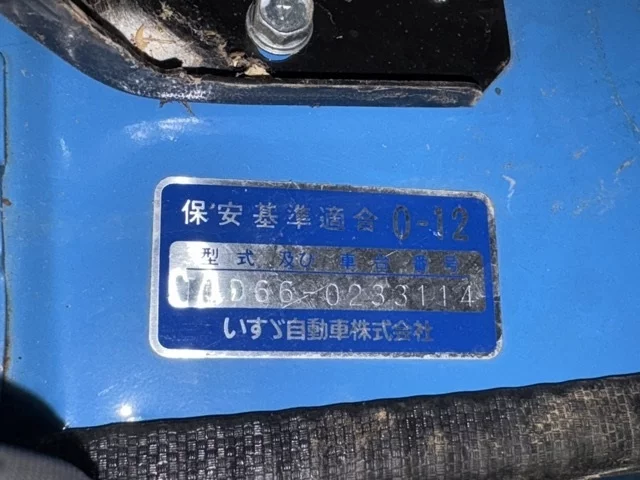 保安基準適合 0-12
型式及び車台番号
D66-0233114
いすゞ自動車株式会社